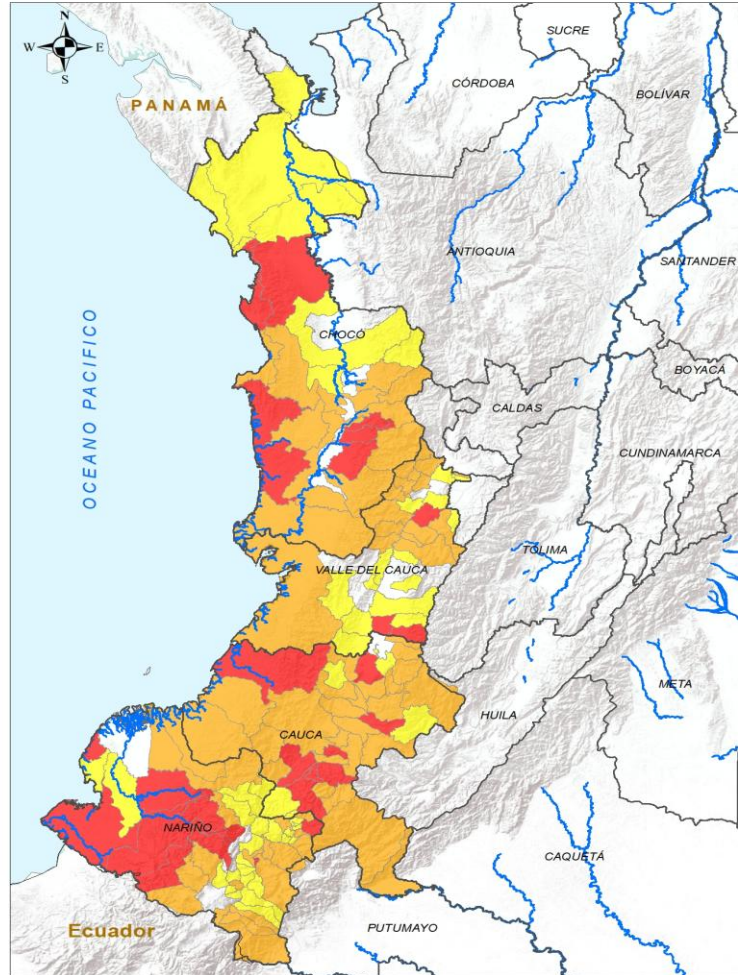 N
W E
S
SUCRE
CÓRDOBA
BOLÍVAR
PANAMÁ
ANTIOQUIA
SANTANDER
OCEANO PACIFICO
CHOCÓ
BOYACÁ
CALDAS
CUNDINAMARCA
TOLIMA
VALLE DEL CAUCA
META
HUILA
CAUCA
NARIÑO
CAQUETÁ
PUTUMAYO
Ecuador